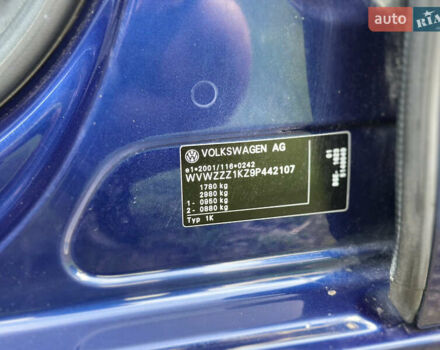 auto RIA
VOLKSWAGEN AG
e1*2001/116*0242
WVWZZZ1KZ9P442107
1780 kg
2980 kg
1 - 0960 kg
2 - 0880 kg
Typ 1K